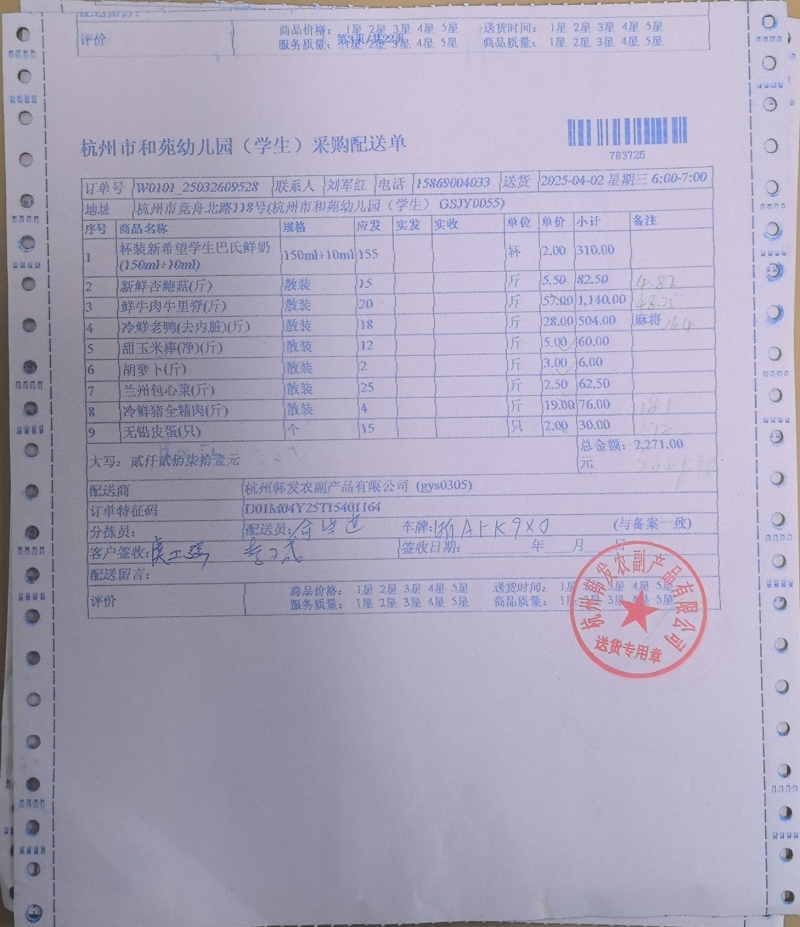 评价
商品价格: 1星 2星 3星 4星 5星 送货时间: 1星 2星 3星 4星 5星
服务质量: 1星 2星 3星 4星 5星 商品质量: 1星 2星 3星 4星 5星
杭州市和苑幼儿园(学生)采购配送单
783725
订单号 W0101_25032609528 联系人 刘军红 电话 15869004033 送货 2025-04-02 星期三 6:00-7:00
地址 杭州市竞舟北路118号(杭州市和苑幼儿园(学生) GSJY0055)
序号 商品名称 规格 应发 实发 实收 单位 单价 小计 备注
1 杯装新希望学生巴氏鲜奶(150ml+10ml) 150ml+10ml 155 杯 2.00 310.00
2 新鲜杏鲍菇(斤) 散装 15 斤 5.50 82.50
3 鲜牛肉牛里脊(斤) 散装 20 斤 57.00 1,140.00
4 冷鲜老鸭(去内脏)(斤) 散装 18 斤 28.00 504.00 麻将
5 甜玉米棒(净)(斤) 散装 12 斤 5.00 60.00
6 胡萝卜(斤) 散装 2 斤 3.00 6.00
7 兰州包心菜(斤) 散装 25 斤 2.50 62.50
8 冷鲜猪全精肉(斤) 散装 4 斤 19.00 76.00
9 无铅皮蛋(只) 个 15 只 2.00 30.00
大写: 贰仟贰佰柒拾壹元 总金额: 2,271.00元
配送商 杭州韩发农副产品有限公司 (gys0305)
订单特征码 D01M04Y25T15401164
分拣员: 配送员: 车牌: (与备案一致)
客户签收: 签收日期: 年 月 日
配送留言:
评价
商品价格: 1星 2星 3星 4星 5星 送货时间: 1星 2星 3星 4星 5星
服务质量: 1星 2星 3星 4星 5星 商品质量: 1星 2星 3星 4星 5星
杭州韩发农副产品有限公司
送货专用章